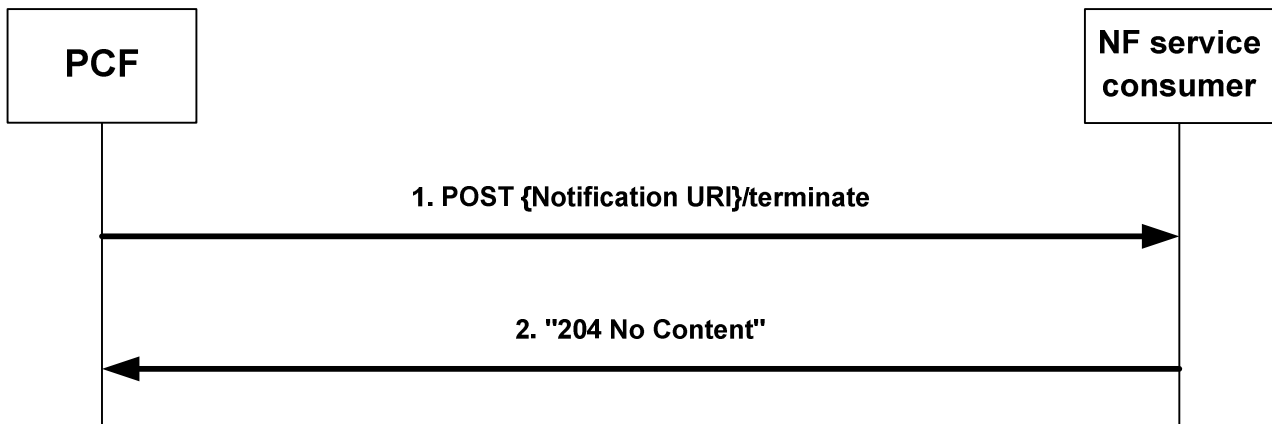 PCF
NF service
consumer
1. POST {Notification URI}/terminate
2. "204 No Content"